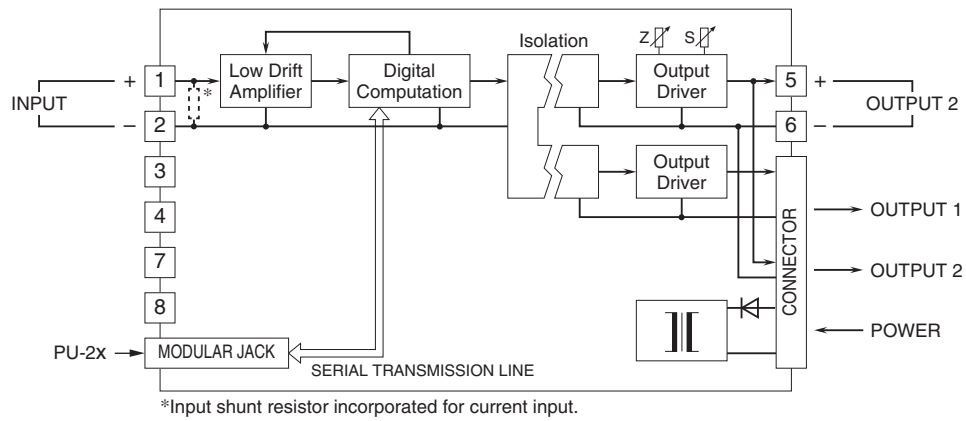 Isolation
Z
S
+
1
*
Low Drift
Amplifier
Digital
Computation
Output
Driver
5
+
INPUT
OUTPUT 2
−
2
6
−
3
Output
Driver
4
CONNECTOR
OUTPUT 1
7
OUTPUT 2
8
POWER
PU-2x
MODULAR JACK
SERIAL TRANSMISSION LINE
*Input shunt resistor incorporated for current input.